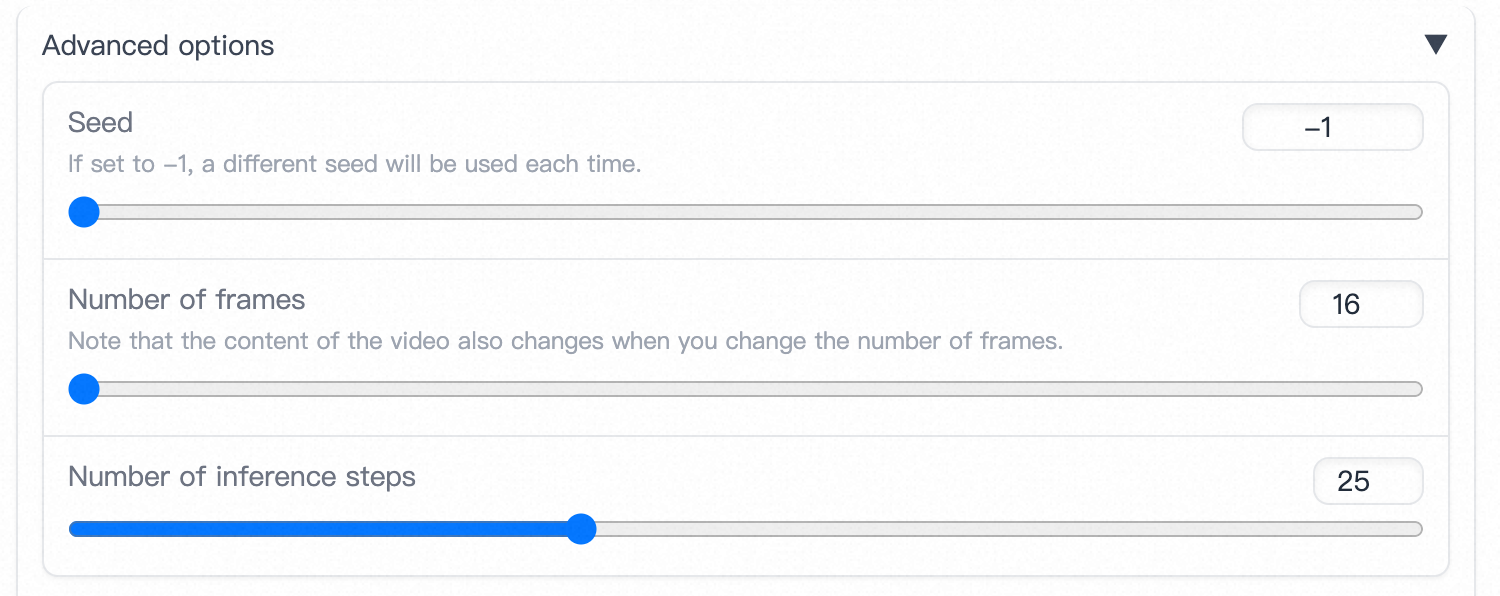 Advanced options
▼
Seed
–1
If set to –1, a different seed will be used each time.
Number of frames
16
Note that the content of the video also changes when you change the number of frames.
Number of inference steps
25